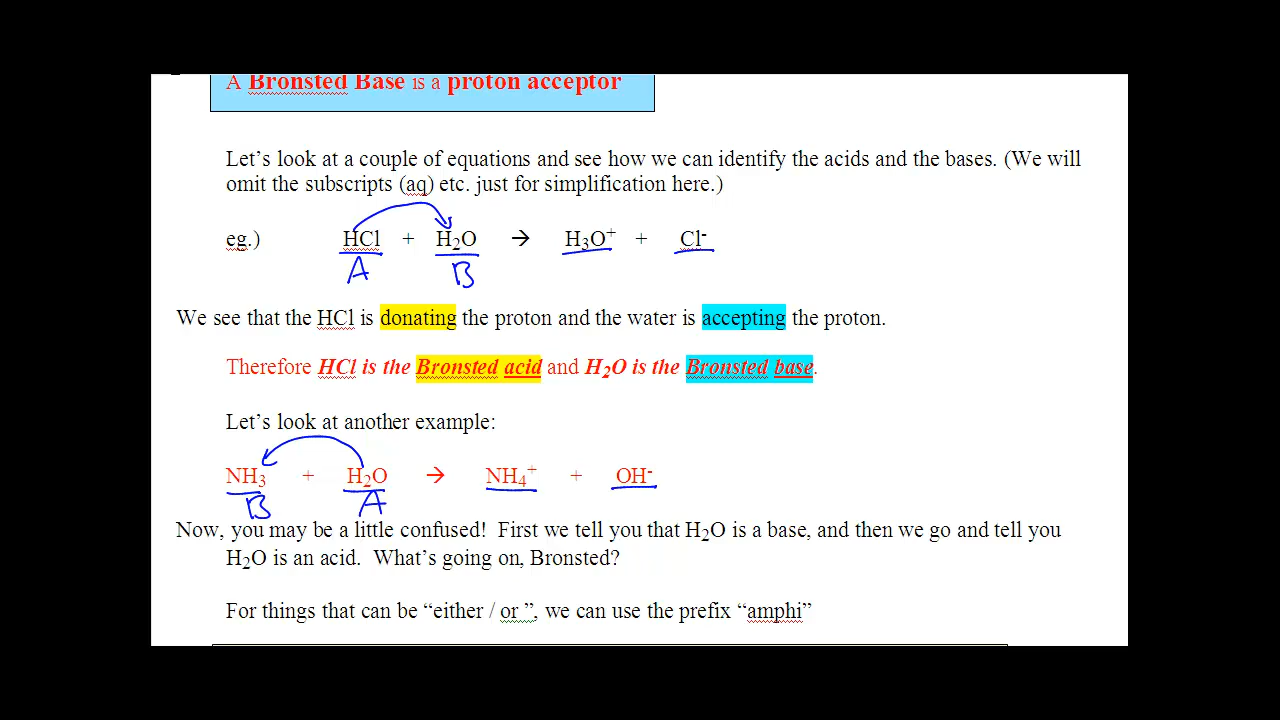 A Bronsted Base is a proton acceptor
Let's look at a couple of equations and see how we can identify the acids and the bases. (We will
omit the subscripts (aq) etc. just for simplification here.)
eg.) HCl + H₂O → H₃O⁺ + Cl⁻
A B
We see that the HCl is donating the proton and the water is accepting the proton.
Therefore HCl is the Bronsted acid and H₂O is the Bronsted base.
Let's look at another example:
NH₃ + H₂O → NH₄⁺ + OH⁻
B A
Now, you may be a little confused! First we tell you that H₂O is a base, and then we go and tell you
H₂O is an acid. What's going on, Bronsted?
For things that can be “either / or ”, we can use the prefix “amphi”